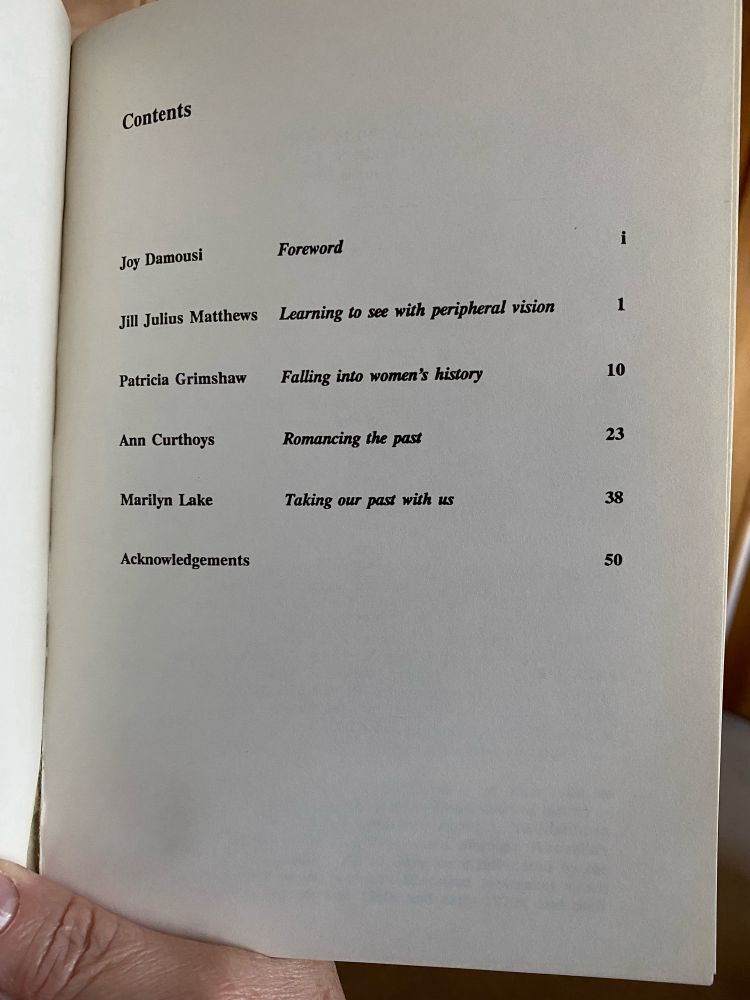 Contents
Joy Damousi Foreword i
Jill Julius Matthews Learning to see with peripheral vision 1
Patricia Grimshaw Falling into women's history 10
Ann Curthoys Romancing the past 23
Marilyn Lake Taking our past with us 38
Acknowledgements 50